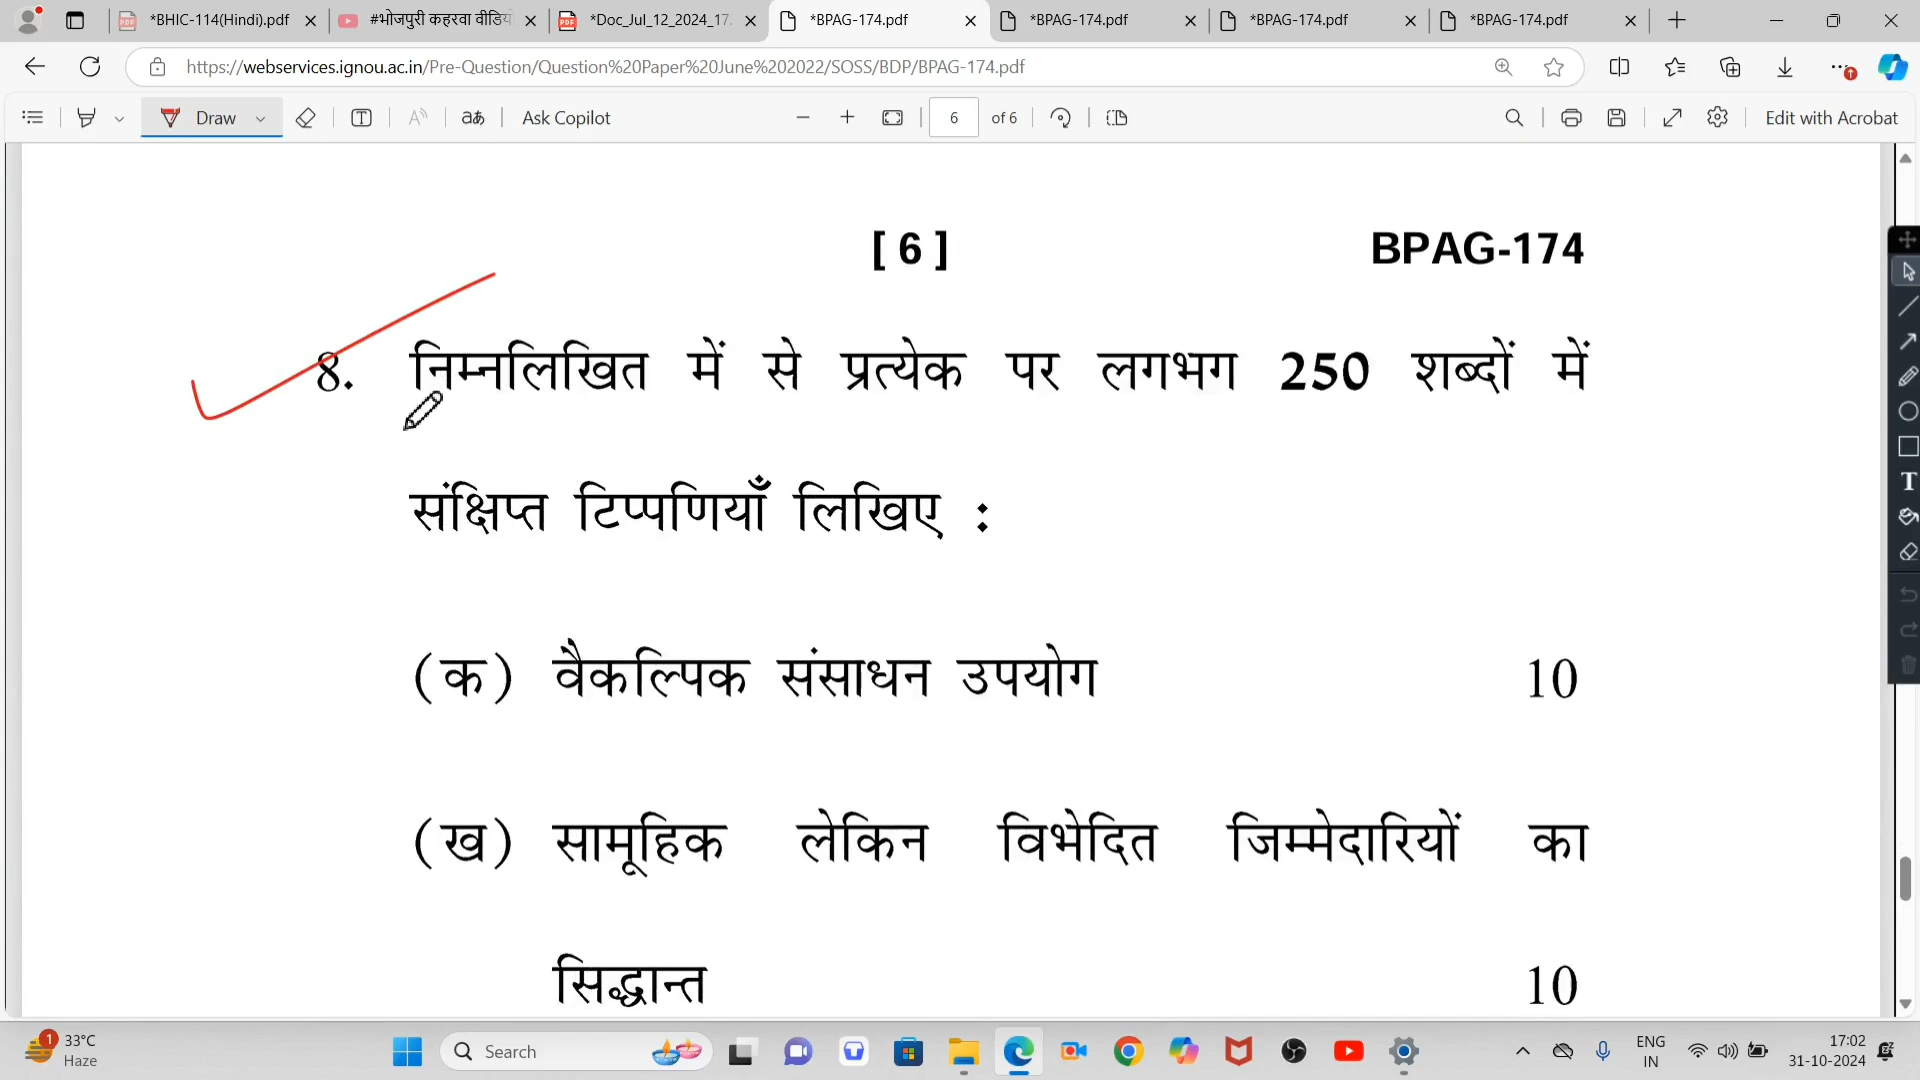 *BHIC-114(Hindi).pdf
#भोजपुरी कहरवा वीडियो
*Doc_Jul_12_2024_17.
*BPAG-174.pdf
*BPAG-174.pdf
*BPAG-174.pdf
*BPAG-174.pdf
https://webservices.ignou.ac.in/Pre-Question/Question%20Paper%20June%202022/SOSS/BDP/BPAG-174.pdf
Draw
aあ
Ask Copilot
6 of 6
Edit with Acrobat
[ 6 ] BPAG-174
8. निम्नलिखित में से प्रत्येक पर लगभग 250 शब्दों में
संक्षिप्त टिप्पणियाँ लिखिए :
(क) वैकल्पिक संसाधन उपयोग 10
(ख) सामूहिक लेकिन विभेदित जिम्मेदारियों का
सिद्धान्त 10
T
1
33°C
Haze
Search
ENG
IN
17:02
31-10-2024